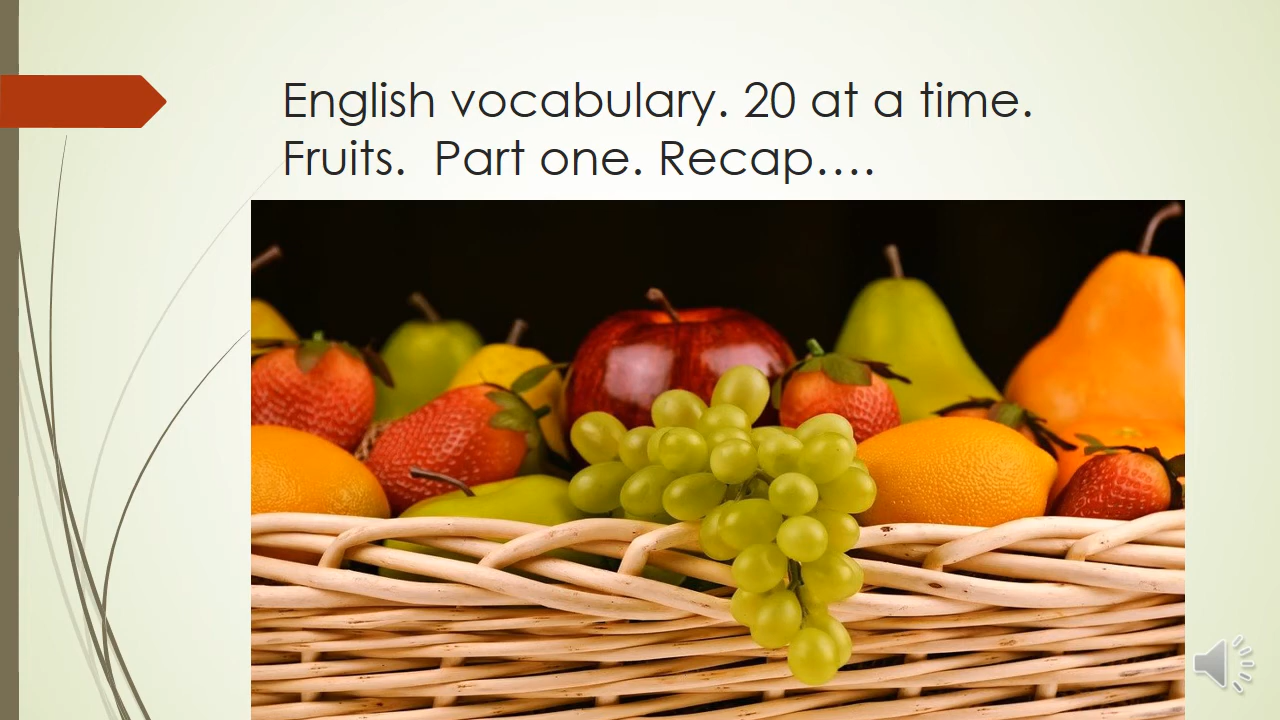 English vocabulary. 20 at a time.
Fruits.  Part one. Recap….